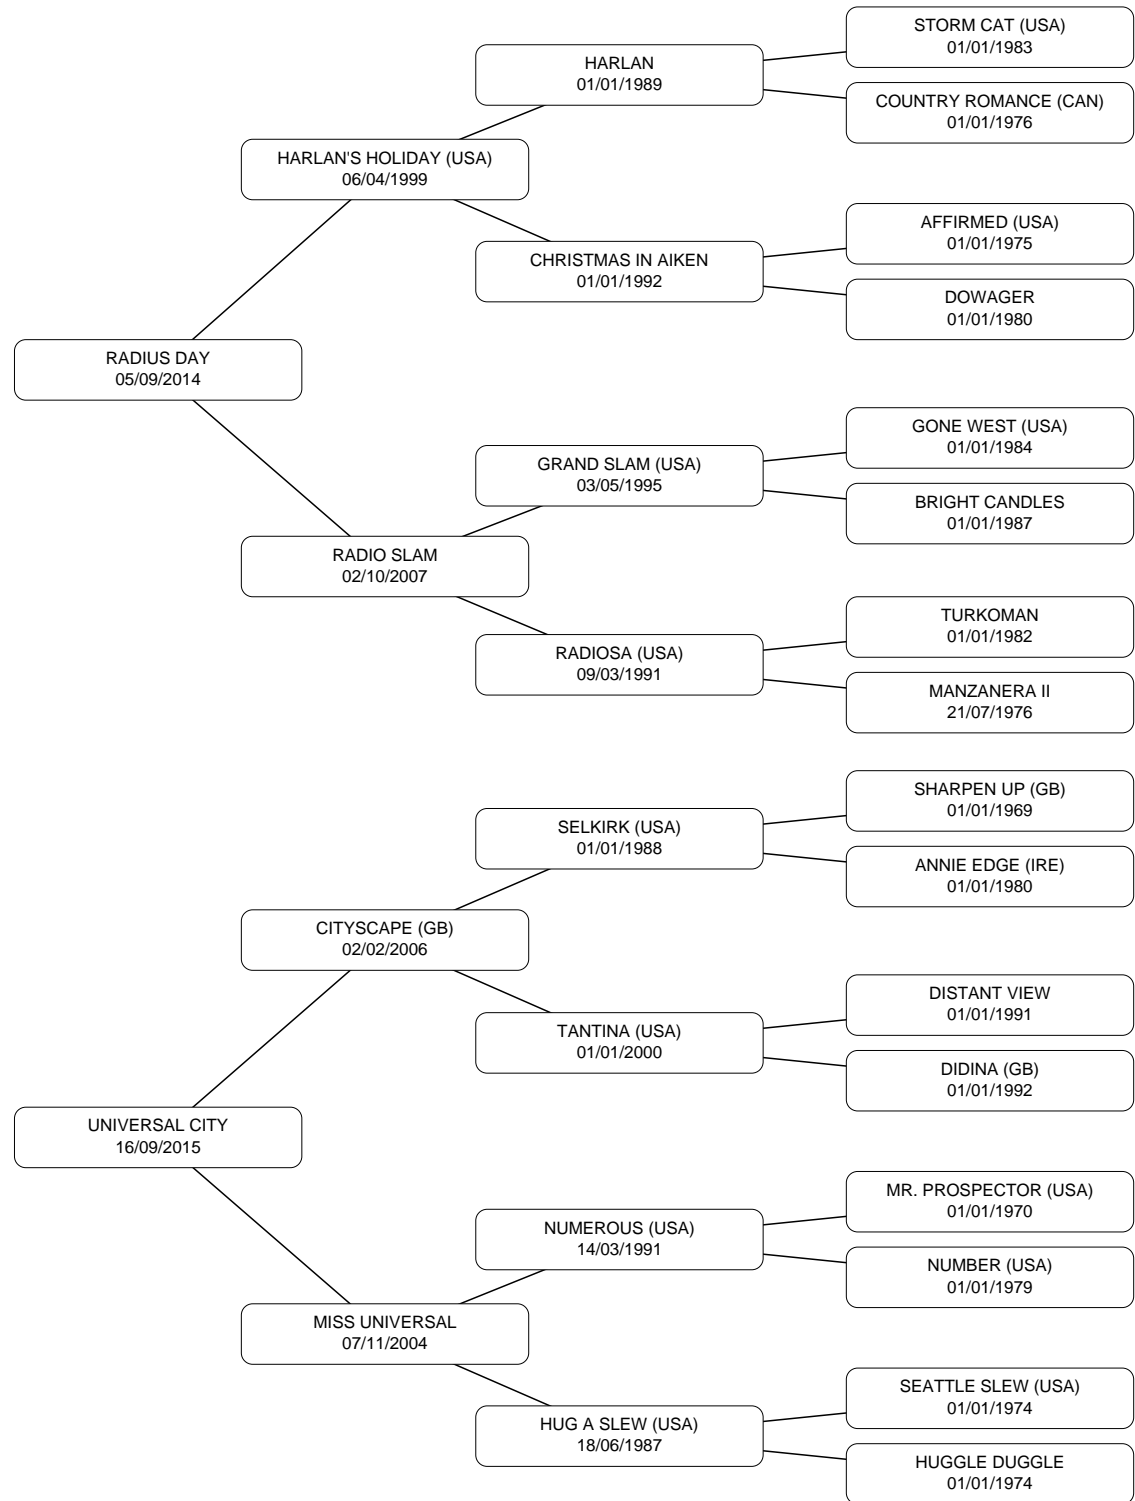 STORM CAT (USA)
01/01/1983
HARLAN
01/01/1989
COUNTRY ROMANCE (CAN)
01/01/1976
HARLAN'S HOLIDAY (USA)
06/04/1999
AFFIRMED (USA)
01/01/1975
CHRISTMAS IN AIKEN
01/01/1992
DOWAGER
01/01/1980
RADIUS DAY
05/09/2014
GONE WEST (USA)
01/01/1984
GRAND SLAM (USA)
03/05/1995
BRIGHT CANDLES
01/01/1987
RADIO SLAM
02/10/2007
TURKOMAN
01/01/1982
RADIOSA (USA)
09/03/1991
MANZANERA II
21/07/1976
SHARPEN UP (GB)
01/01/1969
SELKIRK (USA)
01/01/1988
ANNIE EDGE (IRE)
01/01/1980
CITYSCAPE (GB)
02/02/2006
DISTANT VIEW
01/01/1991
TANTINA (USA)
01/01/2000
DIDINA (GB)
01/01/1992
UNIVERSAL CITY
16/09/2015
MR. PROSPECTOR (USA)
01/01/1970
NUMEROUS (USA)
14/03/1991
NUMBER (USA)
01/01/1979
MISS UNIVERSAL
07/11/2004
SEATTLE SLEW (USA)
01/01/1974
HUG A SLEW (USA)
18/06/1987
HUGGLE DUGGLE
01/01/1974